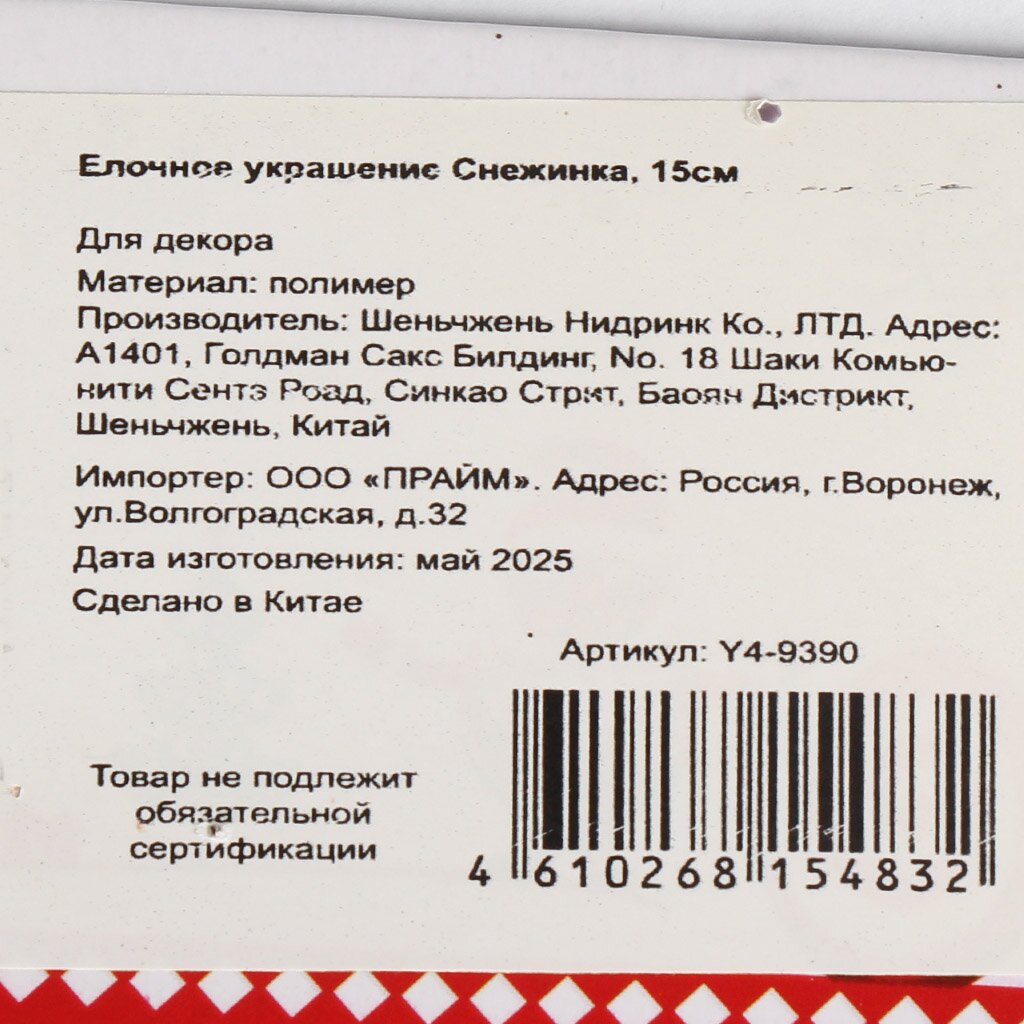 Елочное украшение Снежинка, 15см
Для декора
Материал: полимер
Производитель: Шеньчжень Нидринк Ко., ЛТД. Адрес:
А1401, Голдман Сакс Билдинг, No. 18 Шаки Комью-
нити Сентэ Роад, Синкао Стрит, Баоян Дистрикт,
Шеньчжень, Китай
Импортер: ООО «ПРАЙМ». Адрес: Россия, г.Воронеж,
ул.Волгоградская, д.32
Дата изготовления: май 2025
Сделано в Китае
Артикул: Y4-9390
Товар не подлежит
обязательной
сертификации
4 610268 154832